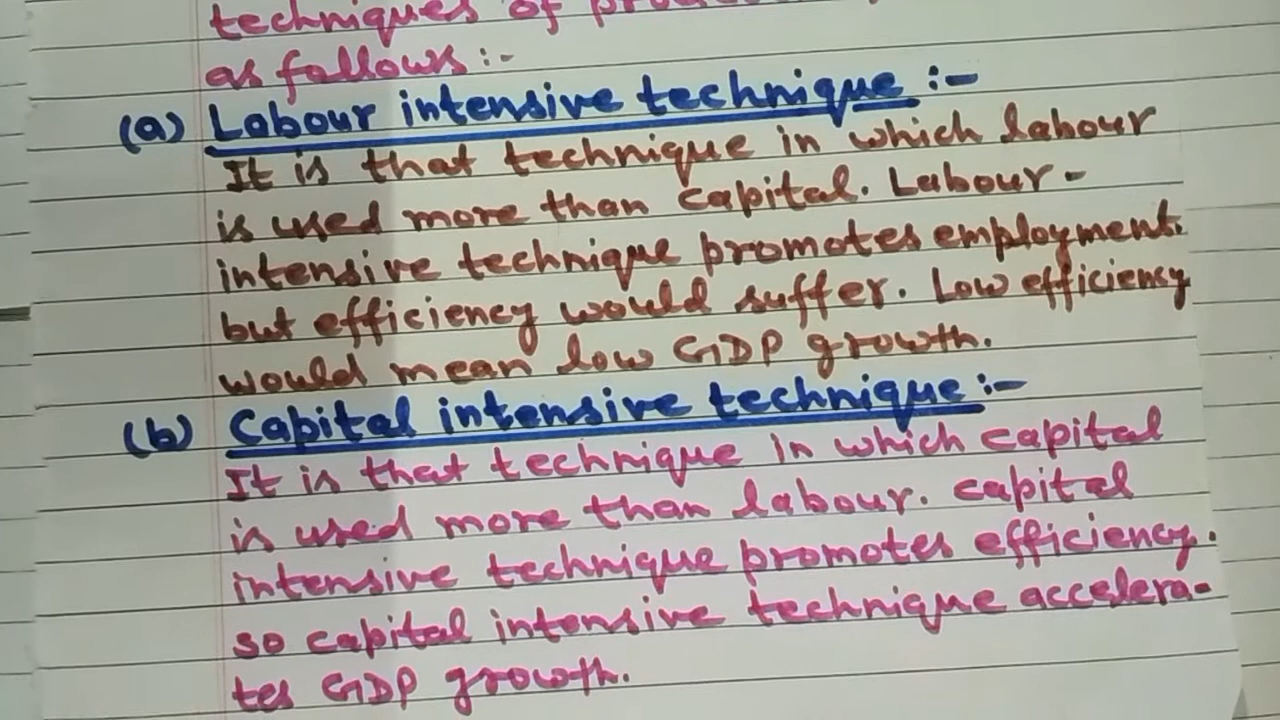 techniques of
as follows:-
(a) Labour intensive technique:-
It is that technique in which labour
is used more than capital. Labour-
intensive technique promotes employment.
but efficiency would suffer. Low efficiency
would mean low GDP growth.
(b) Capital intensive technique:-
It is that technique in which capital
is used more than labour. capital
intensive technique promotes efficiency.
so capital intensive technique accelera-
tes GDP growth.